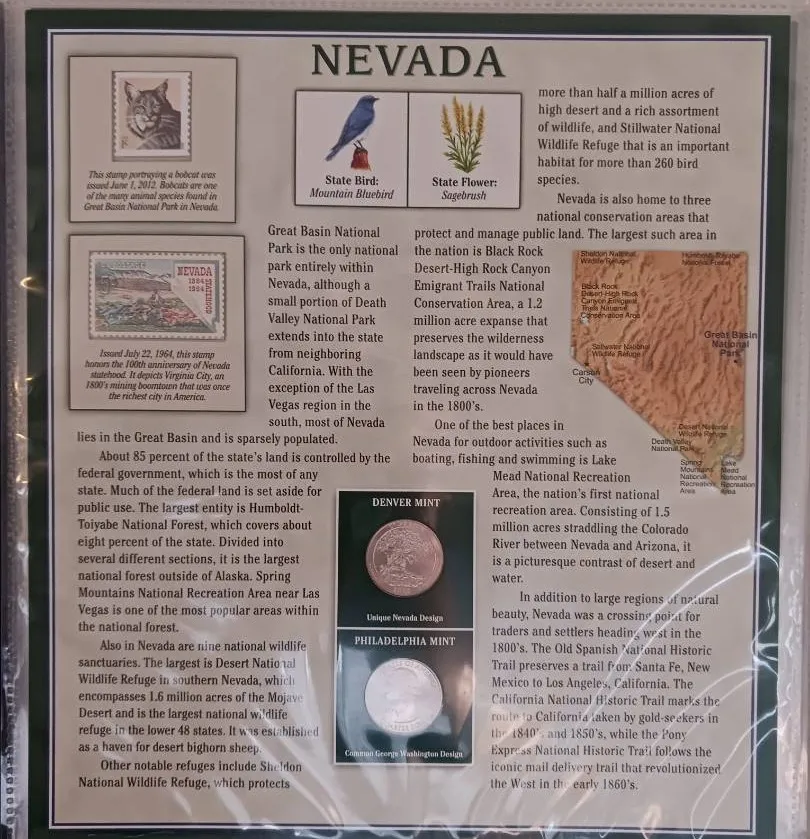 NEVADA
This stamp portraying a bobcat was
issued June 1, 2012. Bobcats are one
of the many animal species found in
Great Basin National Park in Nevada.
State Bird:
Mountain Bluebird
State Flower:
Sagebrush
NEVADA
1864
1964
Issued July 22, 1964, this stamp
honors the 100th anniversary of Nevada
statehood. It depicts Virginia City, an
1800's mining boomtown that was once
the richest city in America.
Great Basin National
Park is the only national
park entirely within
Nevada, although a
small portion of Death
Valley National Park
extends into the state
from neighboring
California. With the
exception of the Las
Vegas region in the
south, most of Nevada
lies in the Great Basin and is sparsely populated.
About 85 percent of the state's land is controlled by the
federal government, which is the most of any
state. Much of the federal land is set aside for
public use. The largest entity is Humboldt-
Toiyabe National Forest, which covers about
eight percent of the state. Divided into
several different sections, it is the largest
national forest outside of Alaska. Spring
Mountains National Recreation Area near Las
Vegas is one of the most popular areas within
the national forest.
Also in Nevada are nine national wildlife
sanctuaries. The largest is Desert National
Wildlife Refuge in southern Nevada, which
encompasses 1.6 million acres of the Mojave
Desert and is the largest national wildlife
refuge in the lower 48 states. It was established
as a haven for desert bighorn sheep.
Other notable refuges include Sheldon
National Wildlife Refuge, which protects
more than half a million acres of
high desert and a rich assortment
of wildlife, and Stillwater National
Wildlife Refuge that is an important
habitat for more than 260 bird
species.
Nevada is also home to three
national conservation areas that
protect and manage public land. The largest such area in
the nation is Black Rock
Desert-High Rock Canyon
Emigrant Trails National
Conservation Area, a 1.2
million acre expanse that
preserves the wilderness
landscape as it would have
been seen by pioneers
traveling across Nevada
in the 1800's.
One of the best places in
Nevada for outdoor activities such as
boating, fishing and swimming is Lake
Mead National Recreation
Area, the nation's first national
recreation area. Consisting of 1.5
million acres straddling the Colorado
River between Nevada and Arizona, it
is a picturesque contrast of desert and
water.
In addition to large regions of natural
beauty, Nevada was a crossing point for
traders and settlers heading west in the
1800's. The Old Spanish National Historic
Trail preserves a trail from Santa Fe, New
Mexico to Los Angeles, California. The
California National Historic Trail marks the
route to California taken by gold-seekers in
the 1840's and 1850's, while the Pony
Express National Historic Trail follows the
iconic mail delivery trail that revolutionized
the West in the early 1860's.
Sheldon National
Wildlife Refuge
Humboldt-Toiyabe
National Forest
Black Rock
Desert-High Rock
Canyon Emigrant
Trails National
Conservation Area
Great Basin
National
Park
Stillwater National
Wildlife Refuge
Carson
City
Desert National
Wildlife Refuge
Death Valley
National Park
Spring
Mountains
National
Recreation
Area
Lake
Mead
National
Recreation
Area
DENVER MINT
Unique Nevada Design
PHILADELPHIA MINT
Common George Washington Design